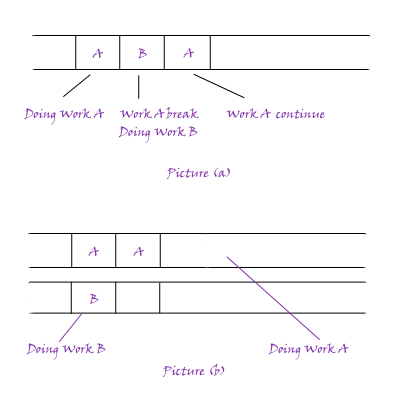 A B A
Doing Work A Work A break Work A continue
Doing Work B
Picture (a)
A A
B
Doing Work B Doing Work A
Picture (b)